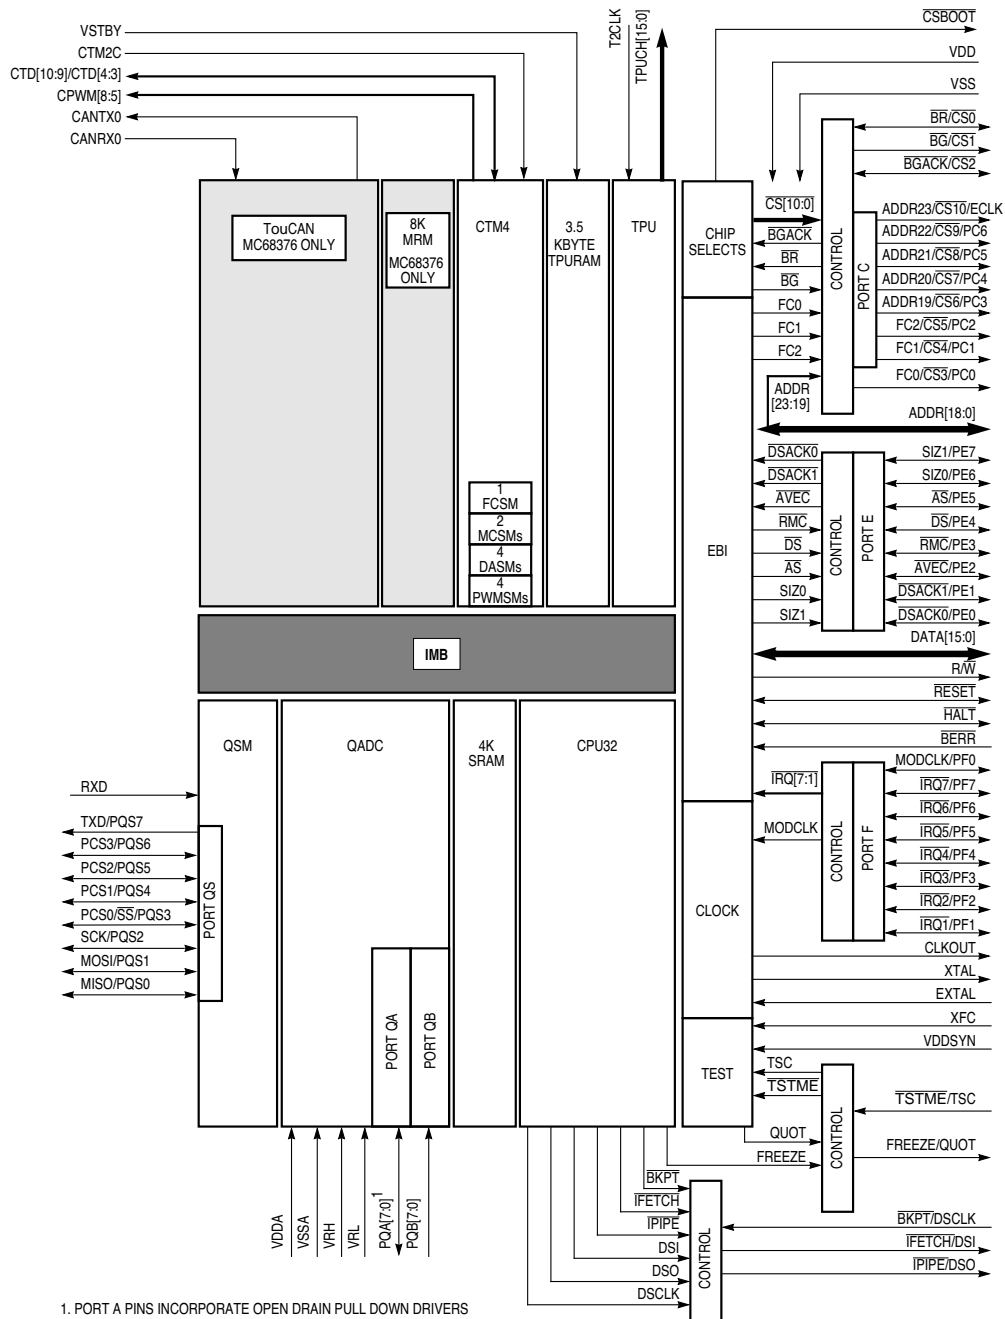 VSTBY
CTM2C
CTD[10:9]/CTD[4:3]
CPWM[8:5]
CANTX0
CANRX0
T2CLK
TPUCH[15:0]
CSBOOT
VDD
VSS
BR/CS0
BG/CS1
BGACK/CS2
ADDR23/CS10/ECLK
ADDR22/CS9/PC6
ADDR21/CS8/PC5
ADDR20/CS7/PC4
ADDR19/CS6/PC3
FC2/CS5/PC2
FC1/CS4/PC1
FC0/CS3/PC0
ADDR[18:0]
TouCAN
MC68376 ONLY
8K
MRM
MC68376
ONLY
CTM4
3.5
KBYTE
TPURAM
TPU
CHIP
SELECTS
CS[10:0]
BGACK
BR
BG
FC0
FC1
FC2
ADDR
[23:19]
CONTROL
PORT C
1
FCSM
2
MCSMs
4
DASMs
4
PWMSMs
EBI
DSACK0
DSACK1
AVEC
RMC
DS
AS
SIZ0
SIZ1
CONTROL
PORT E
SIZ1/PE7
SIZ0/PE6
AS/PE5
DS/PE4
RMC/PE3
AVEC/PE2
DSACK1/PE1
DSACK0/PE0
DATA[15:0]
R/W
RESET
HALT
BERR
IMB
QSM
QADC
4K
SRAM
CPU32
RXD
TXD/PQS7
PCS3/PQS6
PCS2/PQS5
PCS1/PQS4
PCS0/SS/PQS3
SCK/PQS2
MOSI/PQS1
MISO/PQS0
PORT QS
PORT QA
PORT QB
IRQ[7:1]
MODCLK
CONTROL
PORT F
MODCLK/PF0
IRQ7/PF7
IRQ6/PF6
IRQ5/PF5
IRQ4/PF4
IRQ3/PF3
IRQ2/PF2
IRQ1/PF1
CLOCK
CLKOUT
XTAL
EXTAL
XFC
VDDSYN
TEST
TSC
TSTME
QUOT
FREEZE
CONTROL
TSTME/TSC
FREEZE/QUOT
VDDA
VSSA
VRH
VRL
PQA[7:0]1
PQB[7:0]
BKPT
IFETCH
IPIPE
DSI
DSO
DSCLK
CONTROL
BKPT/DSCLK
IFETCH/DSI
IPIPE/DSO
1. PORT A PINS INCORPORATE OPEN DRAIN PULL DOWN DRIVERS